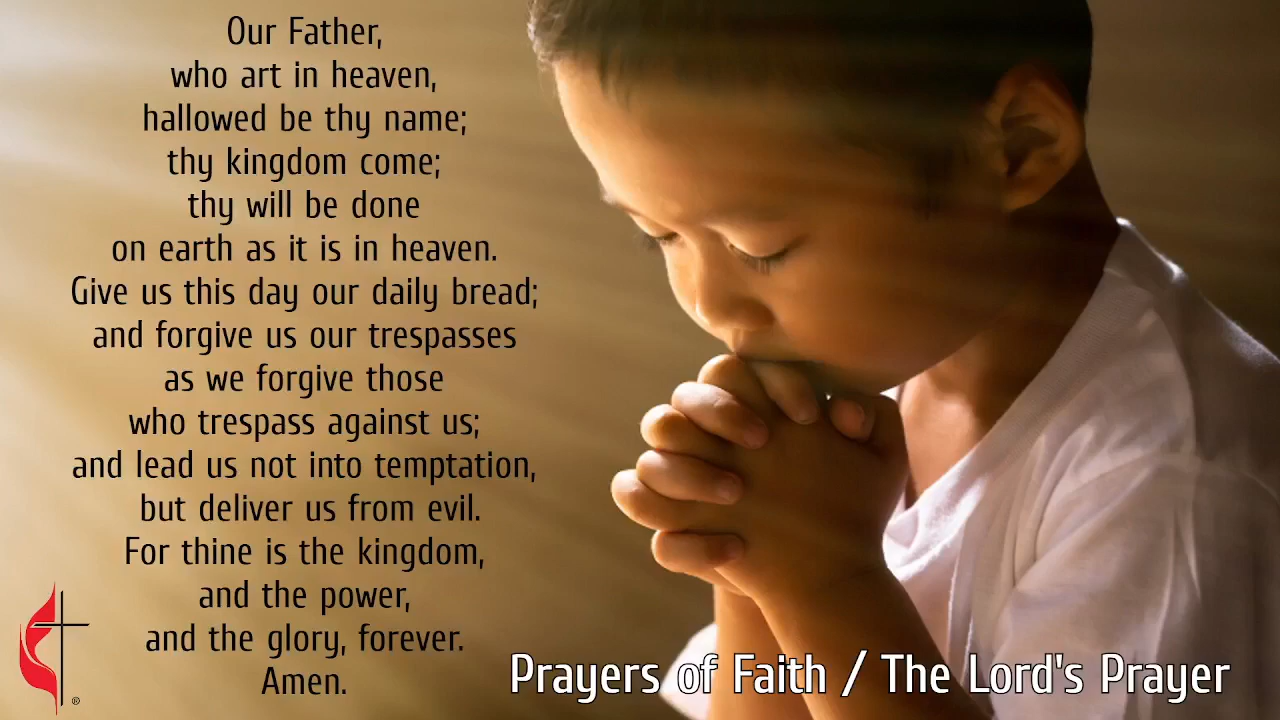 Our Father,
who art in heaven,
hallowed be thy name;
thy kingdom come;
thy will be done
on earth as it is in heaven.
Give us this day our daily bread;
and forgive us our trespasses
as we forgive those
who trespass against us;
and lead us not into temptation,
but deliver us from evil.
For thine is the kingdom,
and the power,
and the glory, forever.
Amen.
®
Prayers of Faith / The Lord's Prayer